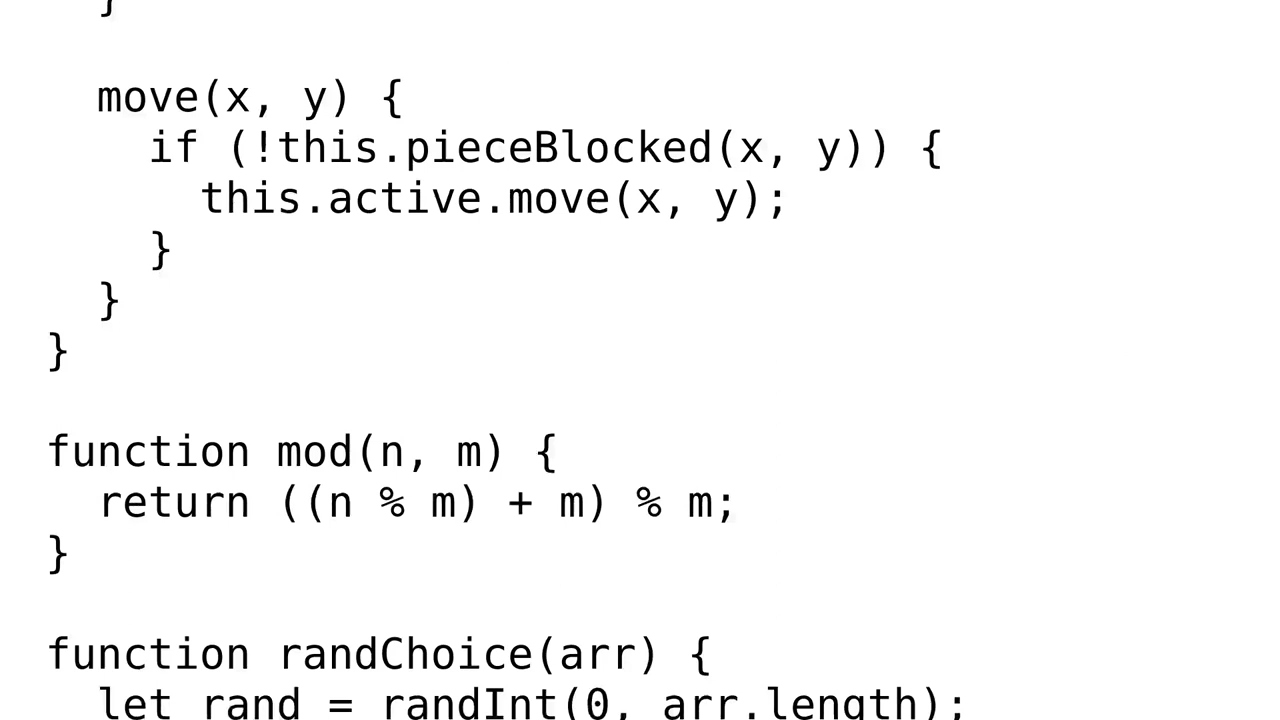 }

  move(x, y) {
    if (!this.pieceBlocked(x, y)) {
      this.active.move(x, y);
    }
  }
}

function mod(n, m) {
  return ((n % m) + m) % m;
}

function randChoice(arr) {
  let rand = randInt(0, arr.length);